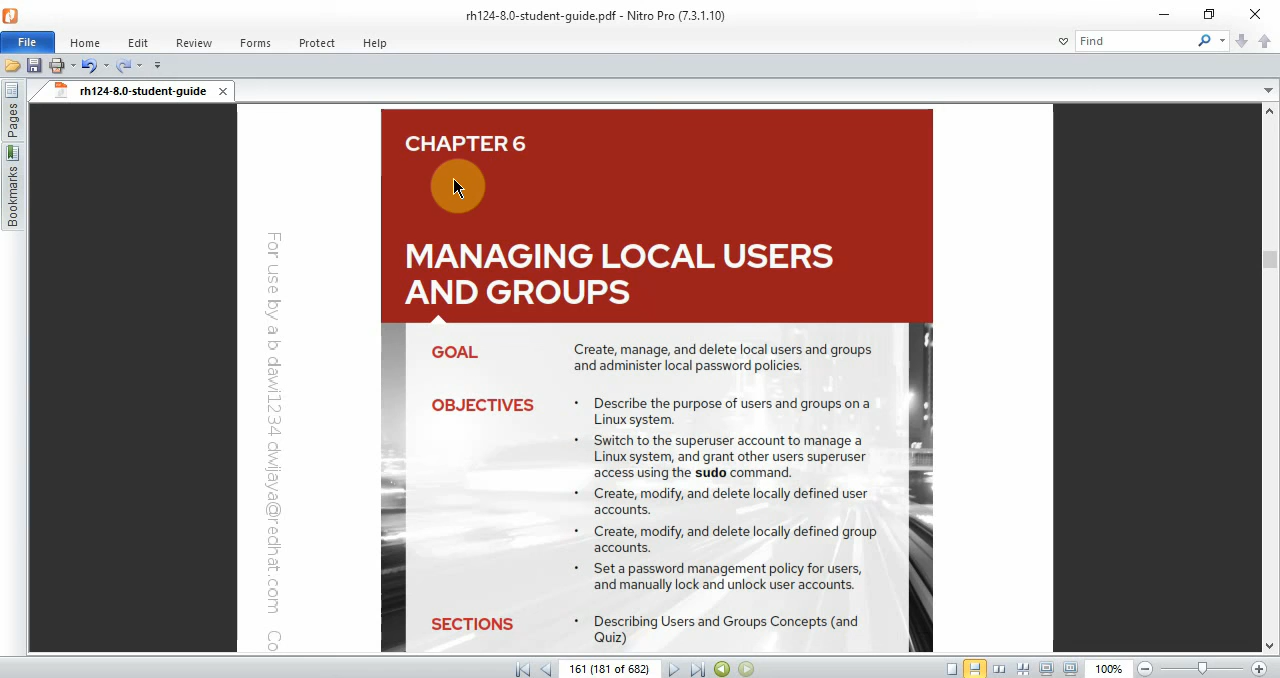 rh124-8.0-student-guide.pdf - Nitro Pro (7.3.1.10)
File Home Edit Review Forms Protect Help
Find
rh124-8.0-student-guide
Pages
Bookmarks
For use by a b dawi1234 dwijaya@redhat.com Co
CHAPTER 6
MANAGING LOCAL USERS
AND GROUPS
GOAL
Create, manage, and delete local users and groups
and administer local password policies.
OBJECTIVES
• Describe the purpose of users and groups on a
Linux system.
• Switch to the superuser account to manage a
Linux system, and grant other users superuser
access using the sudo command.
• Create, modify, and delete locally defined user
accounts.
• Create, modify, and delete locally defined group
accounts.
• Set a password management policy for users,
and manually lock and unlock user accounts.
SECTIONS
• Describing Users and Groups Concepts (and
Quiz)
161 (181 of 682)
100%